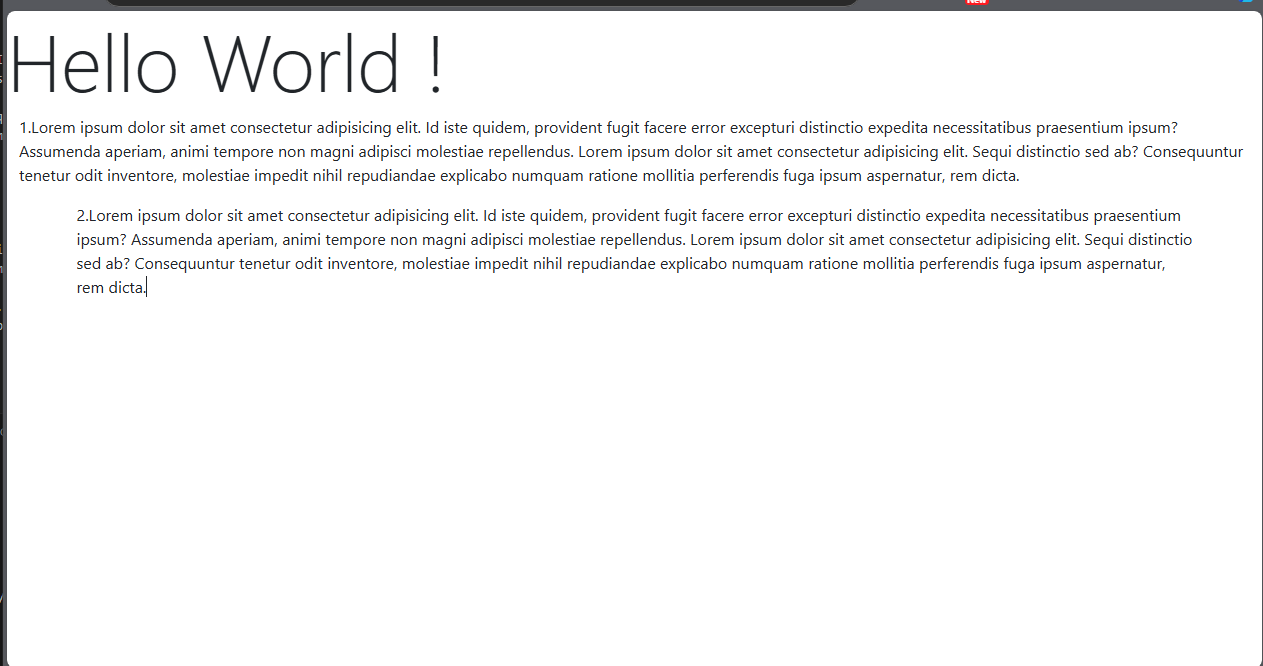 New
Hello World !
1.Lorem ipsum dolor sit amet consectetur adipisicing elit. Id iste quidem, provident fugit facere error excepturi distinctio expedita necessitatibus praesentium ipsum?
Assumenda aperiam, animi tempore non magni adipisci molestiae repellendus. Lorem ipsum dolor sit amet consectetur adipisicing elit. Sequi distinctio sed ab? Consequuntur
tenetur odit inventore, molestiae impedit nihil repudiandae explicabo numquam ratione mollitia perferendis fuga ipsum aspernatur, rem dicta.
2.Lorem ipsum dolor sit amet consectetur adipisicing elit. Id iste quidem, provident fugit facere error excepturi distinctio expedita necessitatibus praesentium
ipsum? Assumenda aperiam, animi tempore non magni adipisci molestiae repellendus. Lorem ipsum dolor sit amet consectetur adipisicing elit. Sequi distinctio
sed ab? Consequuntur tenetur odit inventore, molestiae impedit nihil repudiandae explicabo numquam ratione mollitia perferendis fuga ipsum aspernatur,
rem dicta.